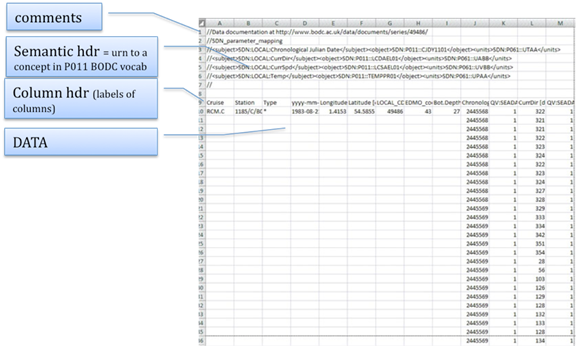 comments
Semantic hdr = urn to a
concept in P011 BODC vocab
Column hdr (labels of
columns)
DATA
A B C D E F G H I J K L M
1 //Data documentation at http://www.bodc.ac.uk/data/documents/series/49486/
2 //SDN_parameter_mapping
//<subject>SDN:LOCAL:Chronological Julian Date</subject><object>SDN:P011::CJDY1101</object><units>SDN:P061::UTAA</units>
//<subject>SDN:LOCAL:CurrDir</subject><object>SDN:P011::LCDAEL01</object><units>SDN:P061::UABB</units>
//<subject>SDN:LOCAL:CurrSpd</subject><object>SDN:P011::LCSAEL01</object><units>SDN:P061::UVBB</units>
//<subject>SDN:LOCAL:Temp</subject><object>SDN:P011::TEMPPR01</object><units>SDN:P061::UPAA</units>
//
Cruise Station Type yyyy-mm- Longitude Latitude [ LOCAL_CD EDMO_co Bot.Depth Chronolog QV:SEADA CurrDir [d QV:SEADA
10 RCM.C 1185/C/80 * 1983-08-2 1.4153 54.5855 49486 43 27 2445568 1 322 1
2445568 1 321 1
2445568 1 322 1
2445568 1 323 1
2445568 1 324 1
2445568 1 322 1
2445568 1 323 1
2445568 1 324 1
2445568 1 322 1
2445568 1 327 1
2445568 1 328 1
2445569 1 329 1
2445569 1 333 1
2445569 1 334 1
2445569 1 342 1
2445569 1 351 1
2445569 1 354 1
2445569 1 28 1
2445569 1 56 1
2445569 1 103 1
2445569 1 126 1
2445569 1 129 1
2445569 1 128 1
2445569 1 132 1
2445569 1 133 1
2445569 1 128 1
36 2445569 1 134 1